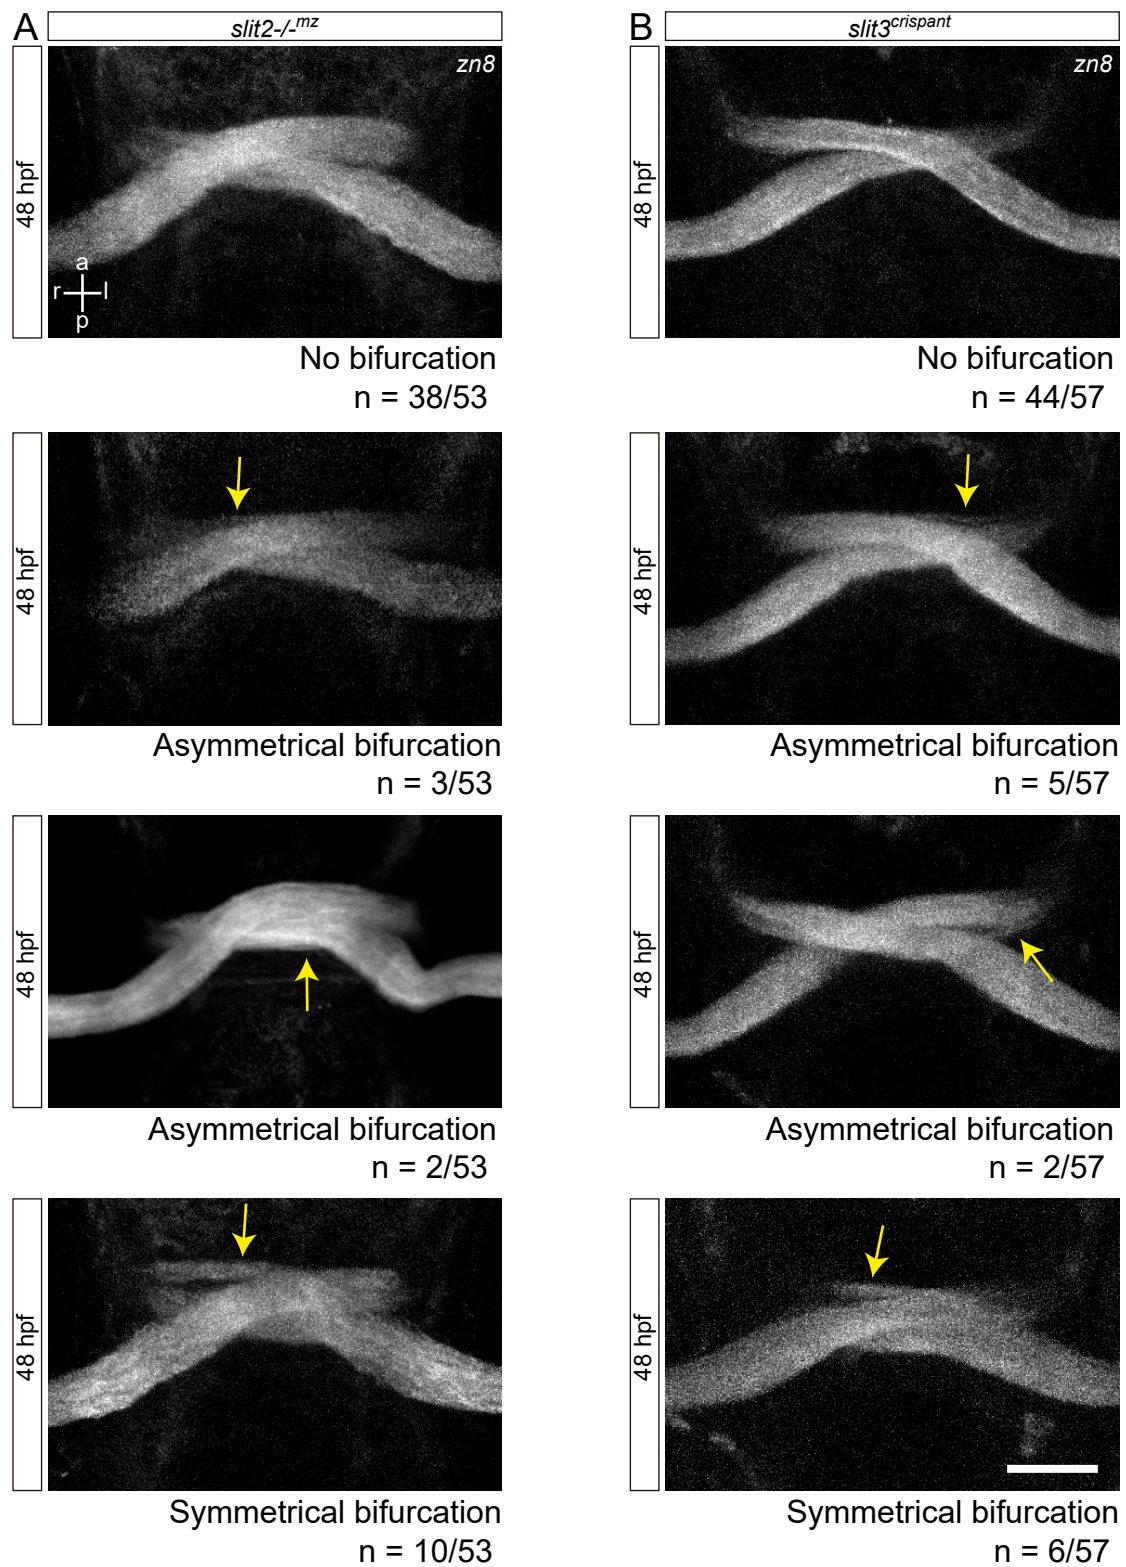 A
slit2-/-mz
48 hpf
zn8
a
r
l
p
No bifurcation
n = 38/53
48 hpf
Asymmetrical bifurcation
n = 3/53
48 hpf
Asymmetrical bifurcation
n = 2/53
48 hpf
Symmetrical bifurcation
n = 10/53
B
slit3crispant
48 hpf
zn8
No bifurcation
n = 44/57
48 hpf
Asymmetrical bifurcation
n = 5/57
48 hpf
Asymmetrical bifurcation
n = 2/57
48 hpf
Symmetrical bifurcation
n = 6/57